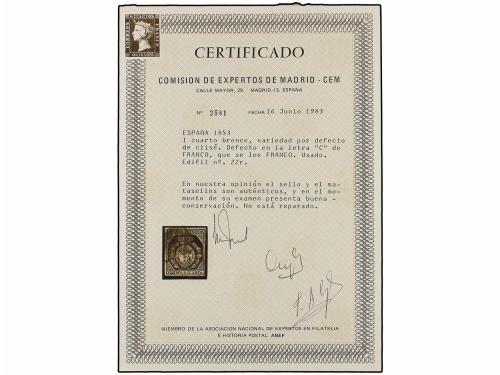 CERTIFICADO
COMISION DE EXPERTOS DE MADRID - CEM
CALLE MAYOR, 29. MADRID-13. ESPAÑA
Nº 2581 FECHA 16 Junio 1983
ESPAÑA 1853
1 cuarto bronce, variedad por defecto
de clisé. Defecto en la letra "C" de
FRANCO, que se lee FRANEO. Usado.
Edifil nº. 22r.
En nuestra opinión el sello y el ma-
tasellos son auténticos, y en el mo-
mento de su examen presenta buena -
conservación. No está reparado.
MIEMBRO DE LA ASOCIACION NACIONAL DE EXPERTOS EN FILATELIA
E HISTORIA POSTAL. ANEF